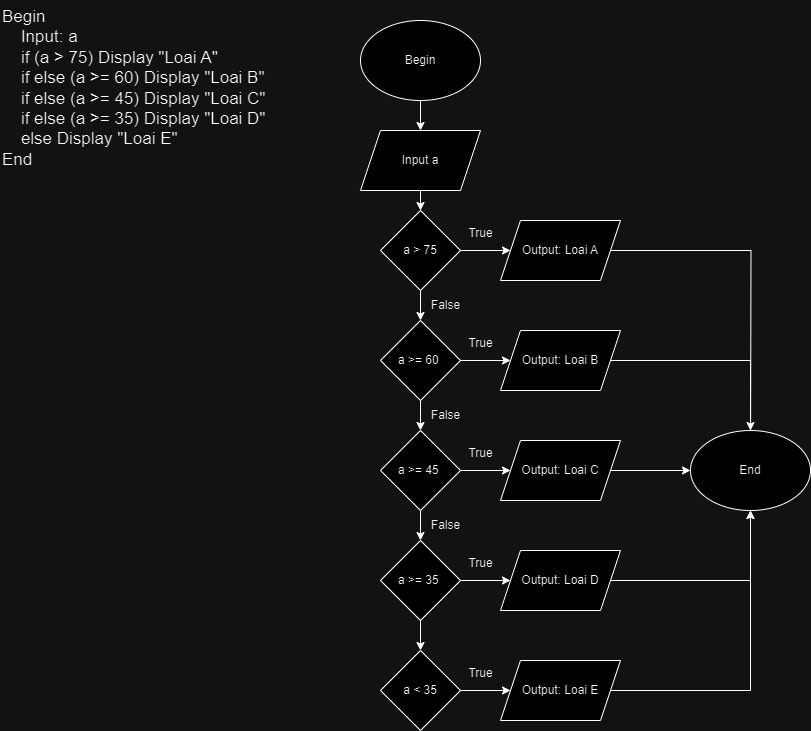 Begin
Input: a
if (a > 75) Display "Loai A"
if else (a >= 60) Display "Loai B"
if else (a >= 45) Display "Loai C"
if else (a >= 35) Display "Loai D"
else Display "Loai E"
End
Begin
Input a
a > 75
True
Output: Loai A
False
a >= 60
True
Output: Loai B
False
a >= 45
True
Output: Loai C
End
False
a >= 35
True
Output: Loai D
a < 35
True
Output: Loai E